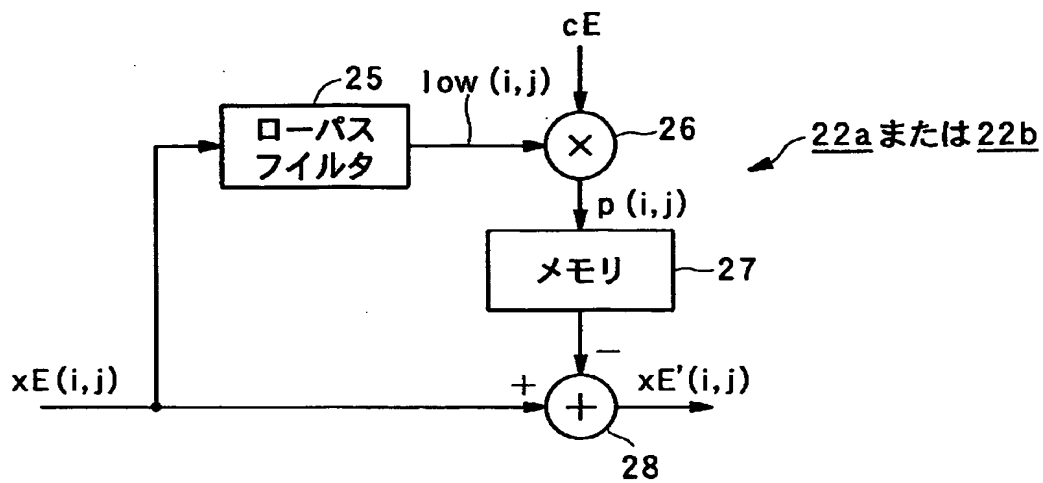 cE
25
low (i,j)
ローパス
フイルタ
×
26
22aまたは22b
p (i,j)
メモリ
27
−
xE (i,j)
+
+
xE'(i,j)
28